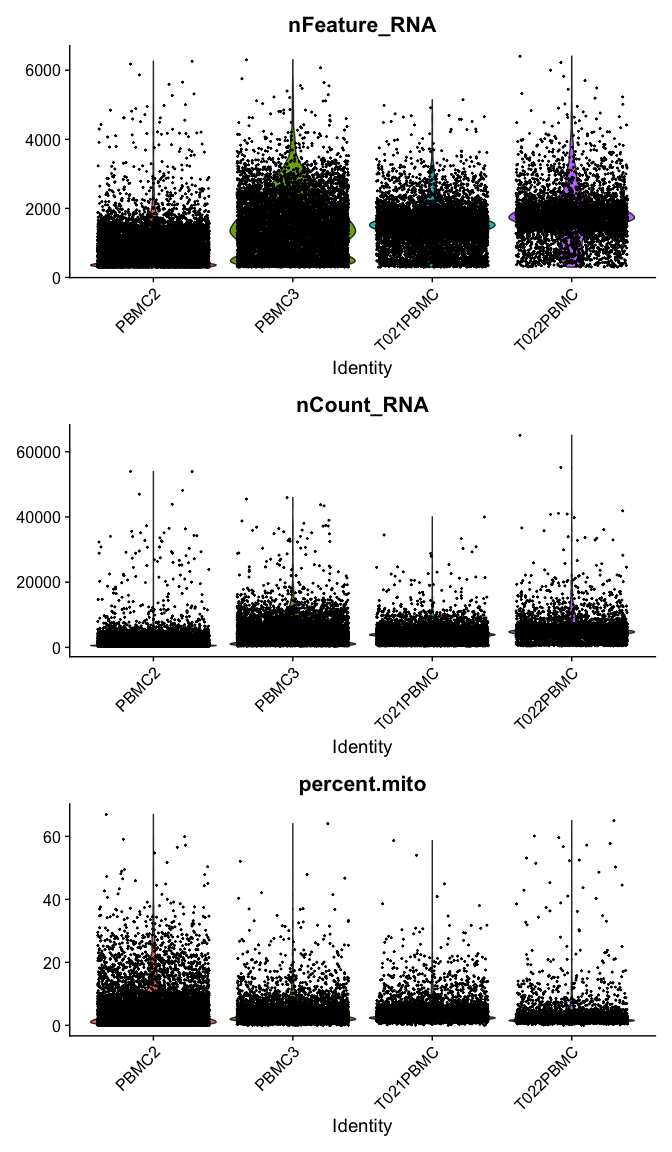 nFeature_RNA
6000
4000
2000
0
PBMC2
PBMC3
T021PBMC
T022PBMC
Identity
nCount_RNA
60000
40000
20000
0
PBMC2
PBMC3
T021PBMC
T022PBMC
Identity
percent.mito
60
40
20
0
PBMC2
PBMC3
T021PBMC
T022PBMC
Identity